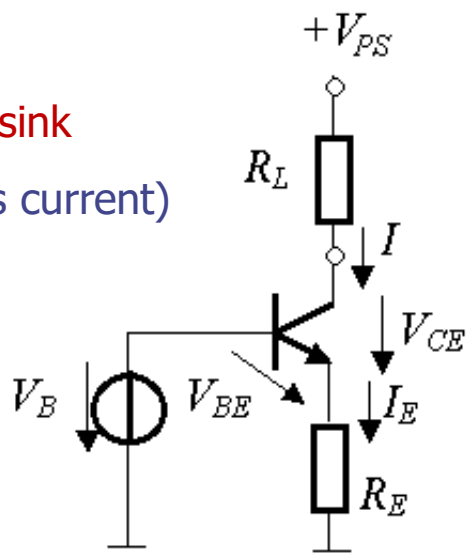 +V_PS
sink
s current)
R_L
I
V_CE
V_B
V_BE
I_E
R_E